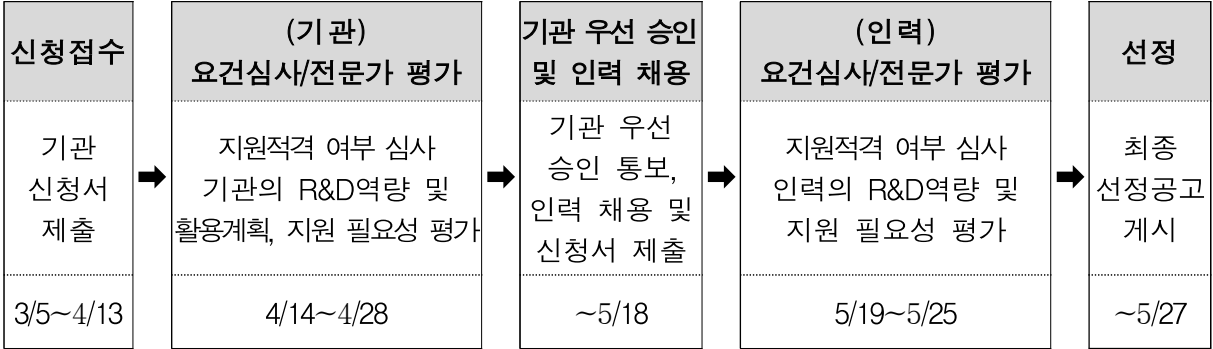 신청접수
기관
신청서
제출
3/5~4/13
(기관)
요건심사/전문가 평가
지원적격 여부 심사
기관의 R&D역량 및
활용계획, 지원 필요성 평가
4/14~4/28
기관 우선 승인
및 인력 채용
기관 우선
승인 통보,
인력 채용 및
신청서 제출
~5/18
(인력)
요건심사/전문가 평가
지원적격 여부 심사
인력의 R&D역량 및
지원 필요성 평가
5/19~5/25
선정
최종
선정공고
게시
~5/27